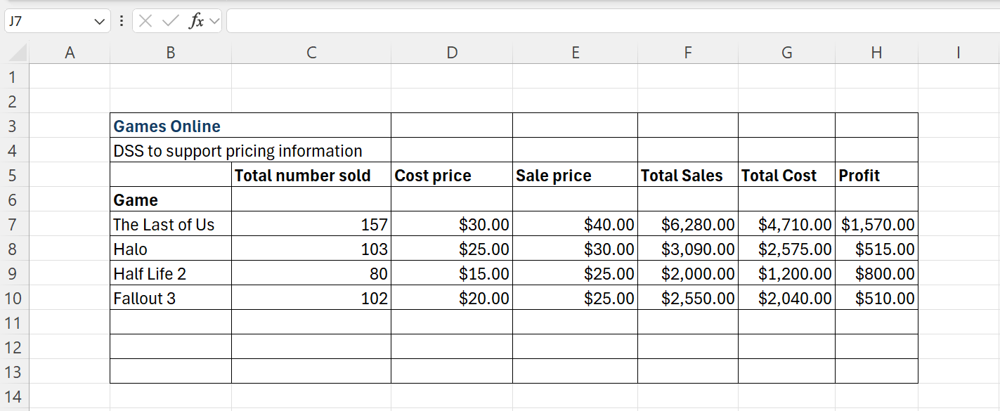 J7 fx
A B C D E F G H I
1
2
3 Games Online
4 DSS to support pricing information
5 Total number sold Cost price Sale price Total Sales Total Cost Profit
6 Game
7 The Last of Us 157 $30.00 $40.00 $6,280.00 $4,710.00 $1,570.00
8 Halo 103 $25.00 $30.00 $3,090.00 $2,575.00 $515.00
9 Half Life 2 80 $15.00 $25.00 $2,000.00 $1,200.00 $800.00
10 Fallout 3 102 $20.00 $25.00 $2,550.00 $2,040.00 $510.00
11
12
13
14